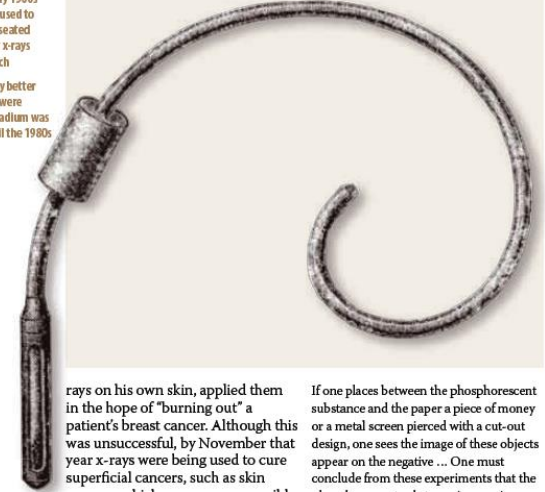 used to
seated
x-rays
ch
y better
were
adium was
il the 1980s
rays on his own skin, applied them
in the hope of "burning out" a
patient's breast cancer. Although this
was unsuccessful, by November that
year x-rays were being used to cure
superficial cancers, such as skin
If one places between the phosphorescent
substance and the paper a piece of money
or a metal screen pierced with a cut-out
design, one sees the image of these objects
appear on the negative ... One must
conclude from these experiments that the